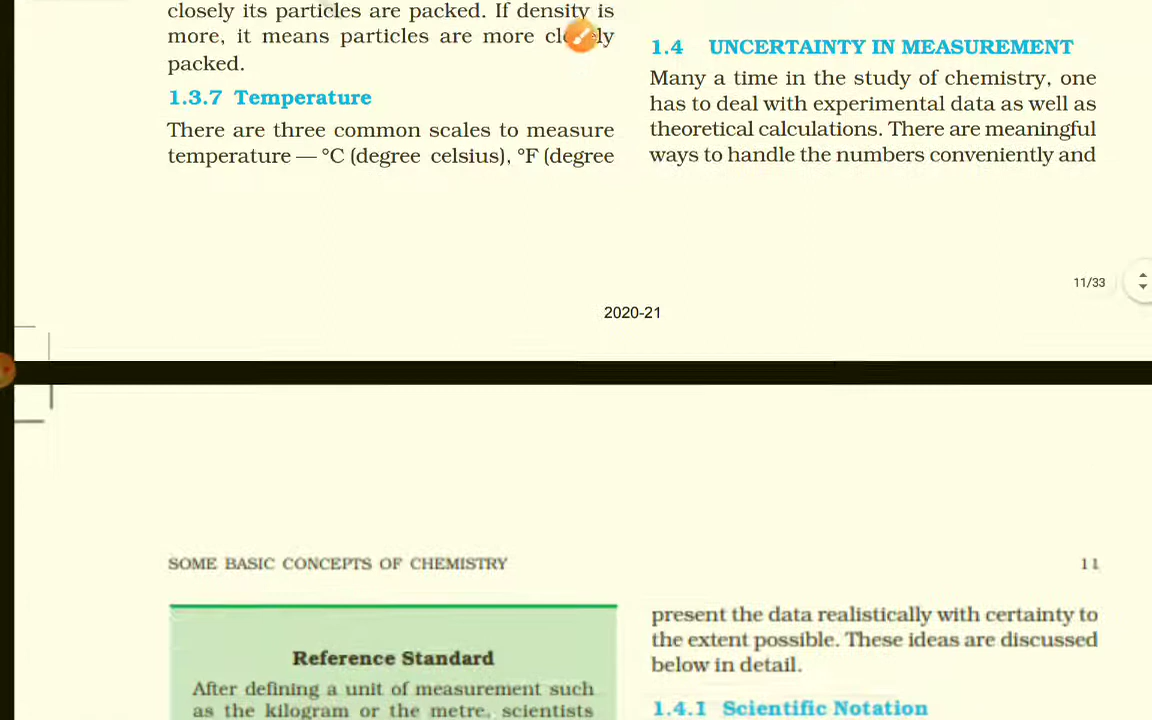 closely its particles are packed. If density is
more, it means particles are more closely
packed.
1.3.7 Temperature
There are three common scales to measure
temperature — °C (degree celsius), °F (degree
1.4 UNCERTAINTY IN MEASUREMENT
Many a time in the study of chemistry, one
has to deal with experimental data as well as
theoretical calculations. There are meaningful
ways to handle the numbers conveniently and
11/33
2020-21
SOME BASIC CONCEPTS OF CHEMISTRY
11
Reference Standard
After defining a unit of measurement such
as the kilogram or the metre, scientists
present the data realistically with certainty to
the extent possible. These ideas are discussed
below in detail.
1.4.1 Scientific Notation